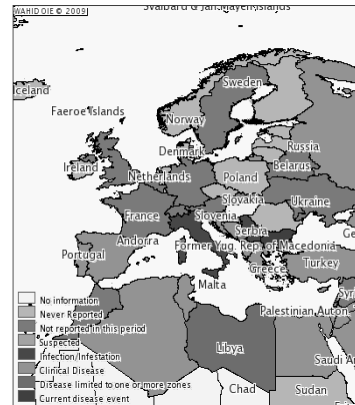 Svalbard & Jan Mayen Islands
WAHID OIE © 2009
Sweden
Iceland
Faeroe Islands
Norway
Denmark
Russia
Ireland
Netherlands
Belarus
Poland
Slovakia
Ukraine
France
Slovenia
Serbia
Andorra
Former Yug. Rep. of Macedonia
Portugal
Greece
Turkey
Malta
No information
Never Reported
Not reported in this period
Suspected
Infection/Infestation
Clinical Disease
Disease limited to one or more zones
Current disease event
Palestinian Auton.
Libya
Saudi
Chad
Sudan